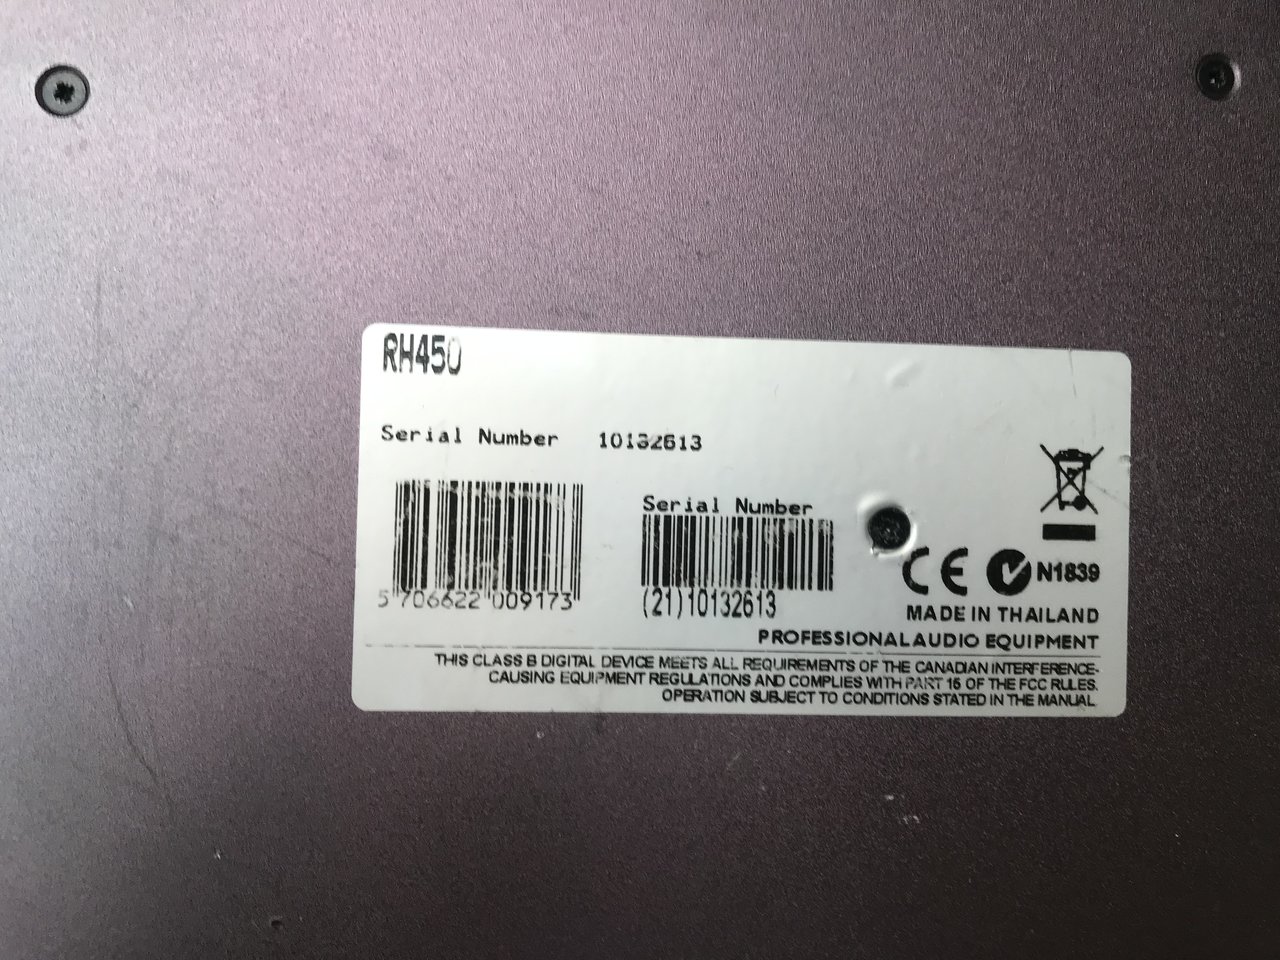 RH450
Serial Number 10132613
5 706622 009173
Serial Number
(21)10132613
CE N1839
MADE IN THAILAND
PROFESSIONAL AUDIO EQUIPMENT
THIS CLASS B DIGITAL DEVICE MEETS ALL REQUIREMENTS OF THE CANADIAN INTERFERENCE-
CAUSING EQUIPMENT REGULATIONS AND COMPLIES WITH PART 15 OF THE FCC RULES.
OPERATION SUBJECT TO CONDITIONS STATED IN THE MANUAL.